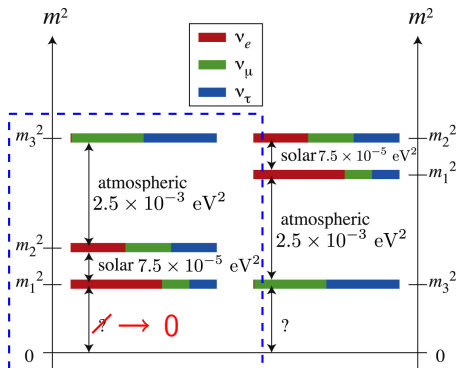 m² m²
νₑ
ν_μ
ν_τ
m₃² m₂²
solar 7.5 × 10⁻⁵ eV²
m₁²
atmospheric
2.5 × 10⁻³ eV²
atmospheric
2.5 × 10⁻³ eV²
m₂²
solar 7.5 × 10⁻⁵ eV²
m₁² m₃²
? → 0 ?
0 0